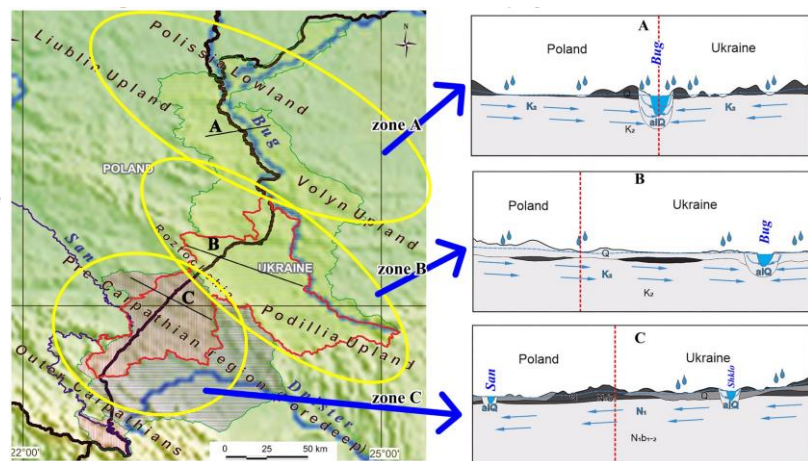 Polissia Lowland
Liublin Upland
Bug
zone A
A
POLAND
Volyn Upland
Roztochia
B
UKRAINE
zone B
San
C
Pre Carpathian region (foredeep)
Podillia Upland
Outer Carpathians
Dnister
zone C
22°00"
0 25 50 km
25°00"
N
A
Poland
Bug
Ukraine
K₂
K₂
alQ
K₂
B
Poland
Ukraine
Bug
Q
alQ
K₂
K₂
C
Poland
Ukraine
San
Shklo
alQ
Q
alQ
N₁
N₁b₁₋₂